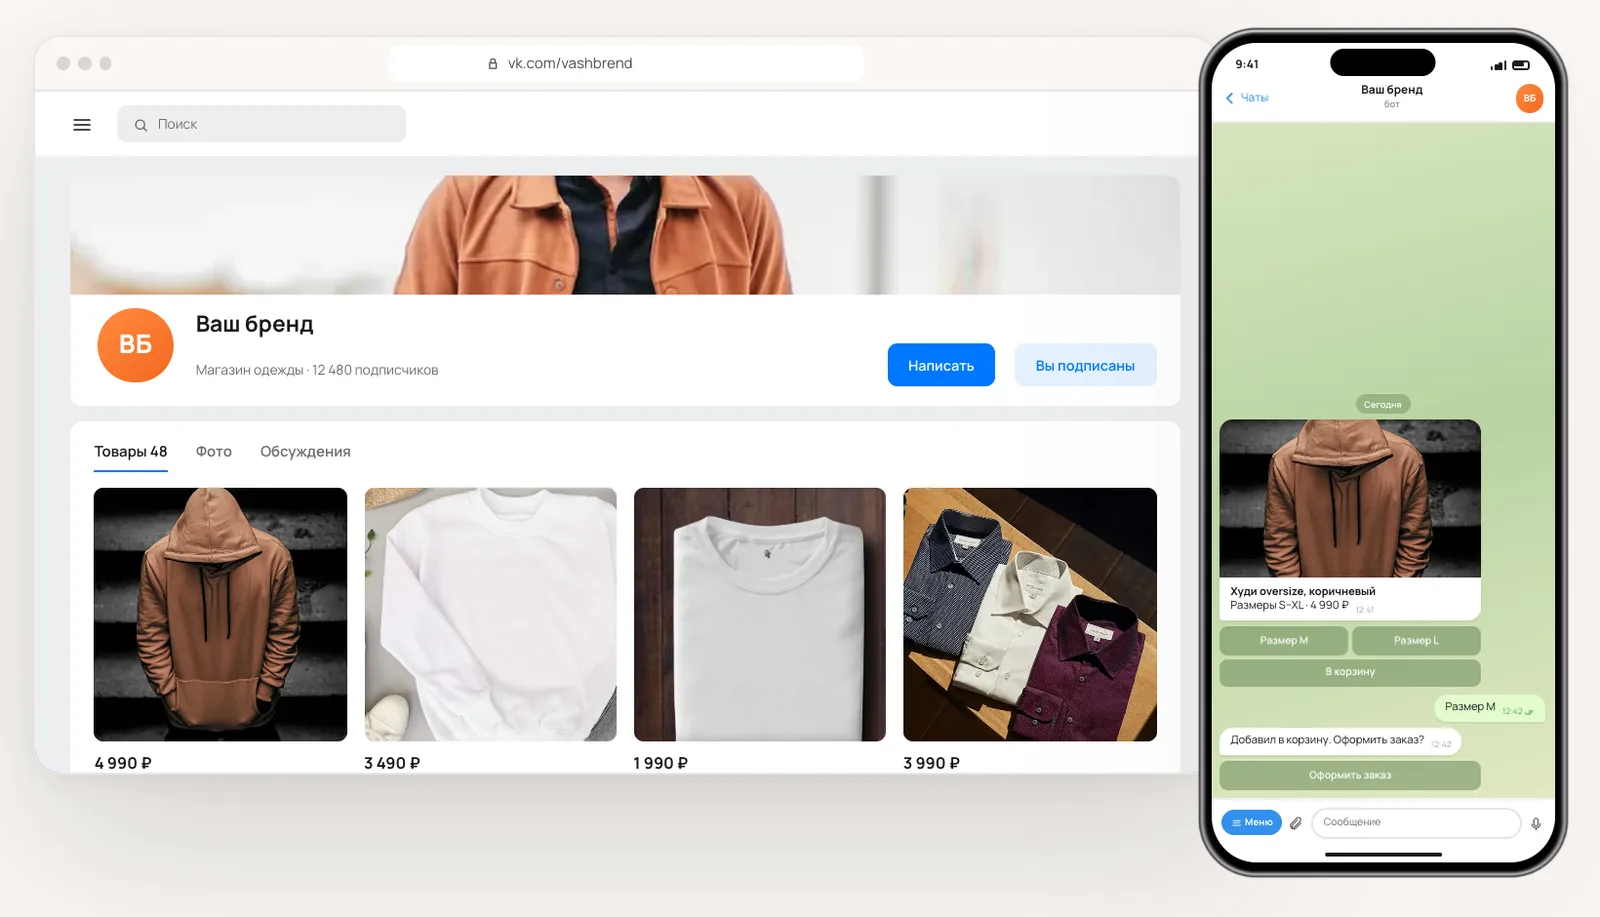 vk.com/vashbrend
Поиск
ВБ
Ваш бренд
Магазин одежды · 12 480 подписчиков
Написать
Вы подписаны
Товары 48
Фото
Обсуждения
4 990 ₽
3 490 ₽
1 990 ₽
3 990 ₽
9:41
Чаты
Ваш бренд
бот
ВБ
Сегодня
Худи oversize, коричневый
Размеры S–XL · 4 990 ₽ 12:41
Размер M
Размер L
В корзину
Размер M 12:42
Добавил в корзину. Оформить заказ? 12:42
Оформить заказ
Меню
Сообщение